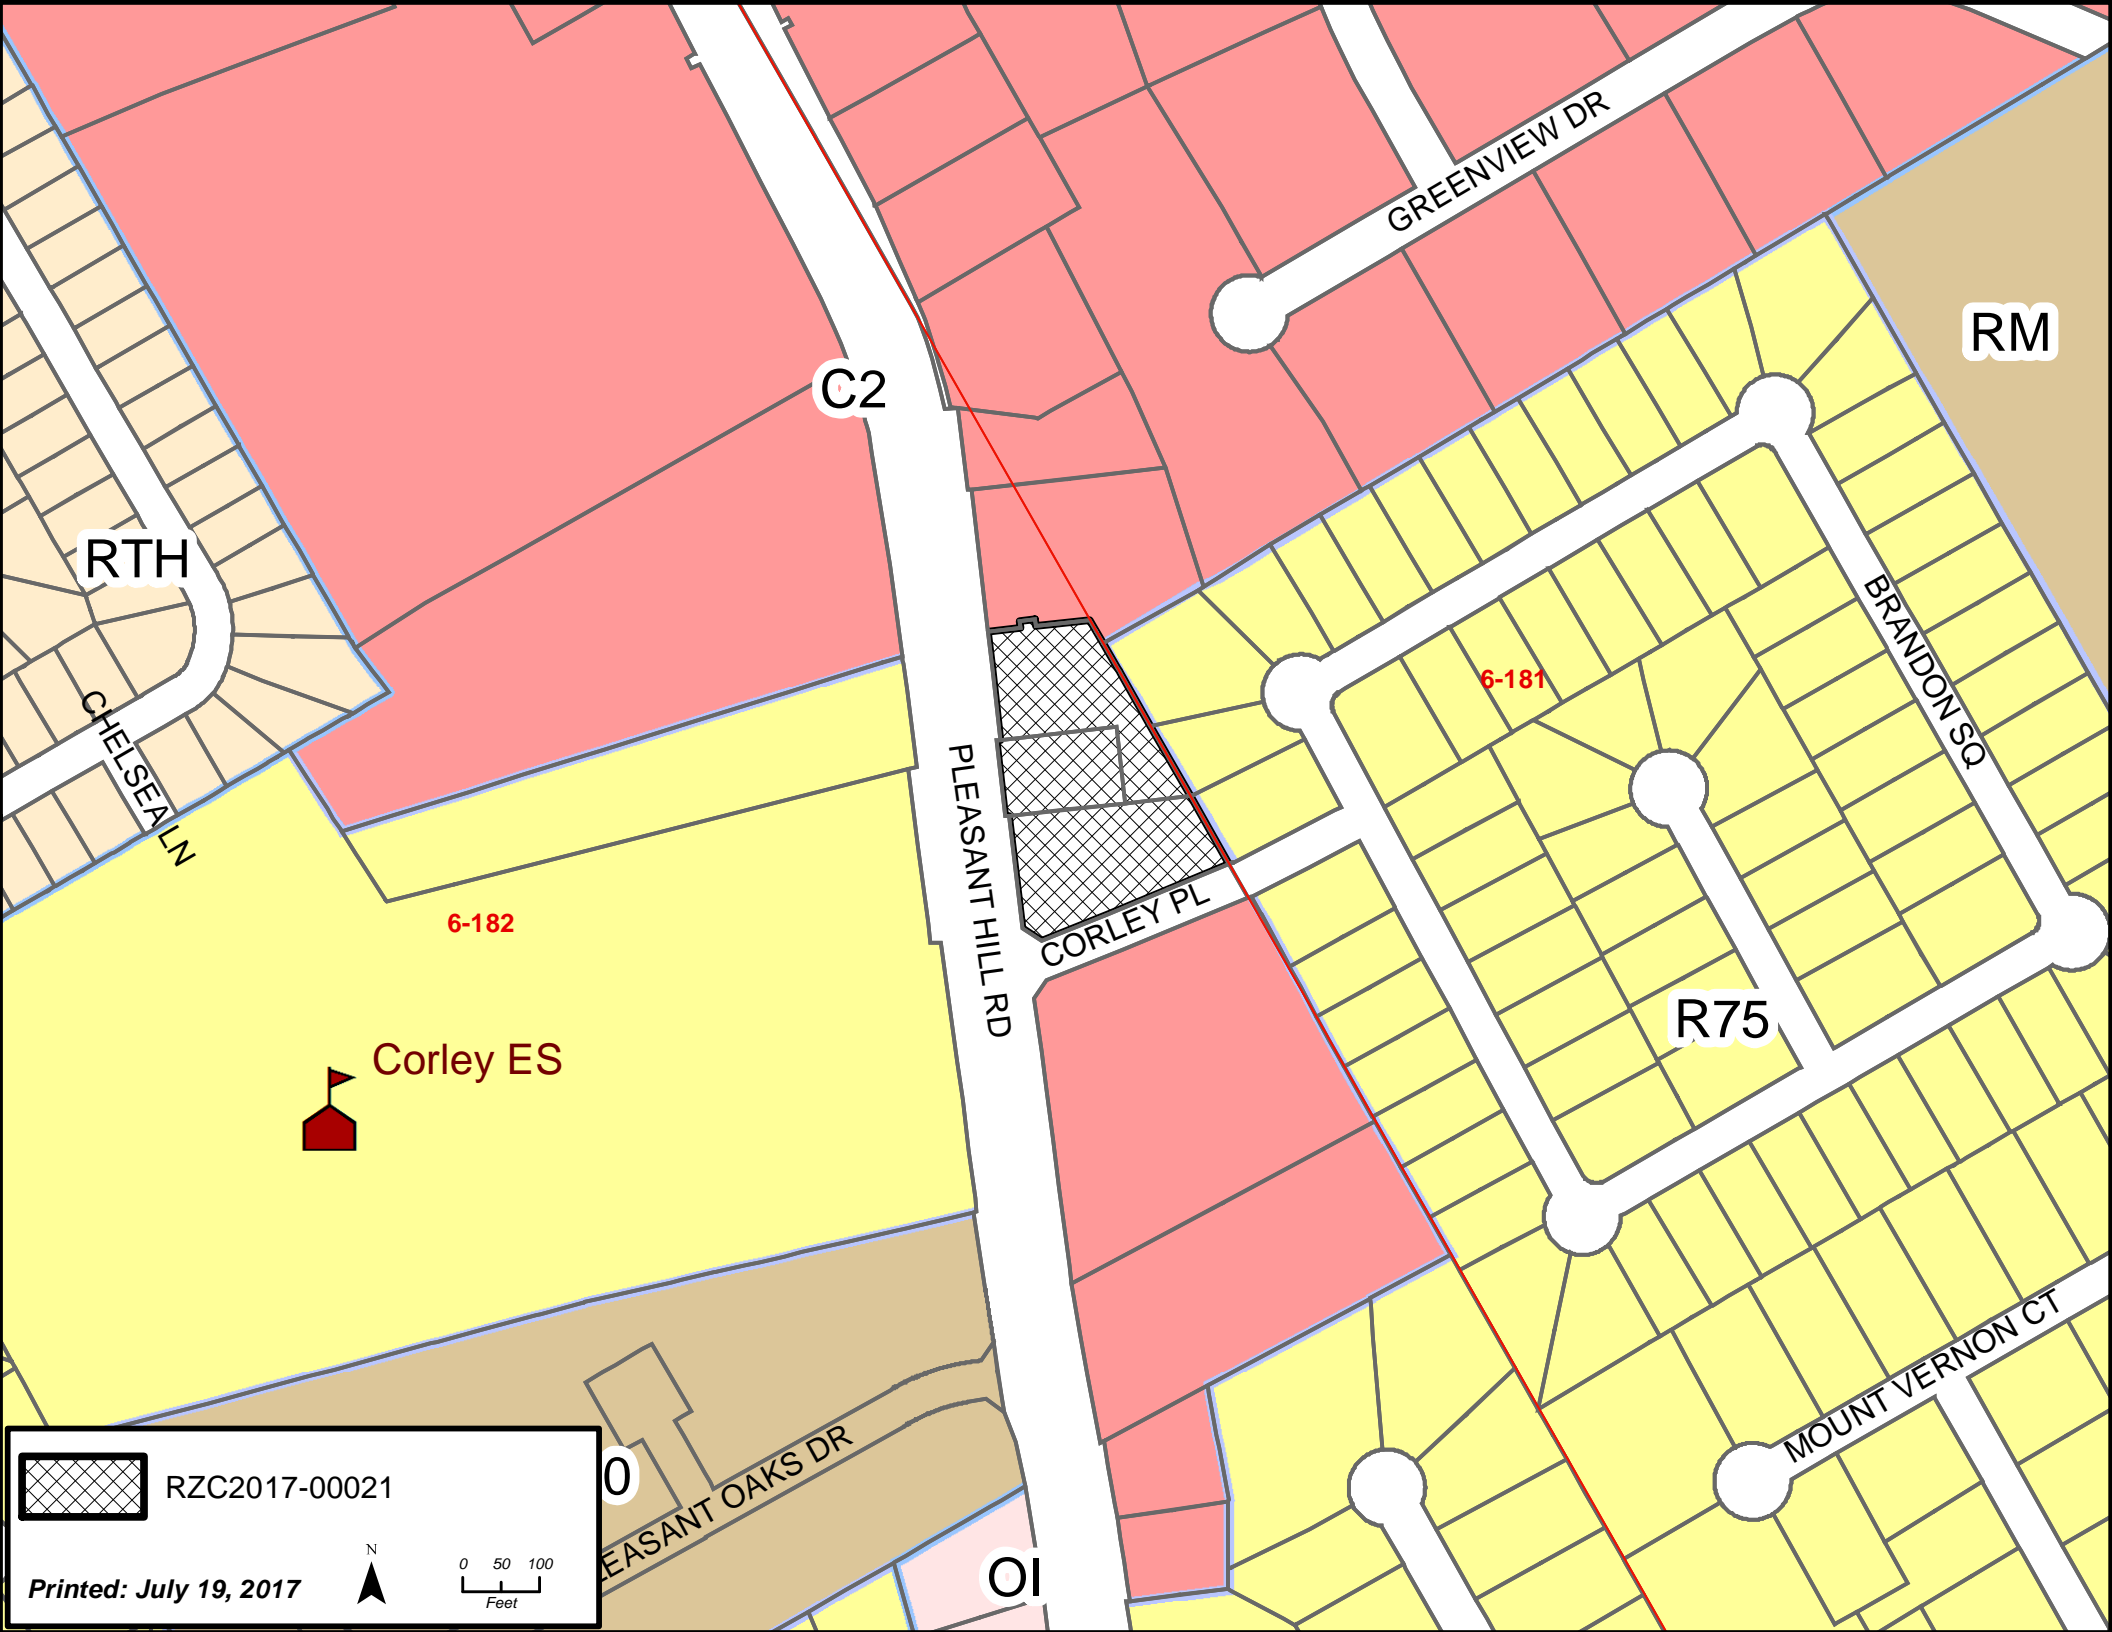 GREENVIEW DR
RM
C2
RTH
BRANDON SQ
6-181
CHELSEA LN
PLEASANT HILL RD
6-182
CORLEY PL
R75
Corley ES
MOUNT VERNON CT
0
EASANT OAKS DR
OI
RZC2017-00021
N
0 50 100
Feet
Printed: July 19, 2017